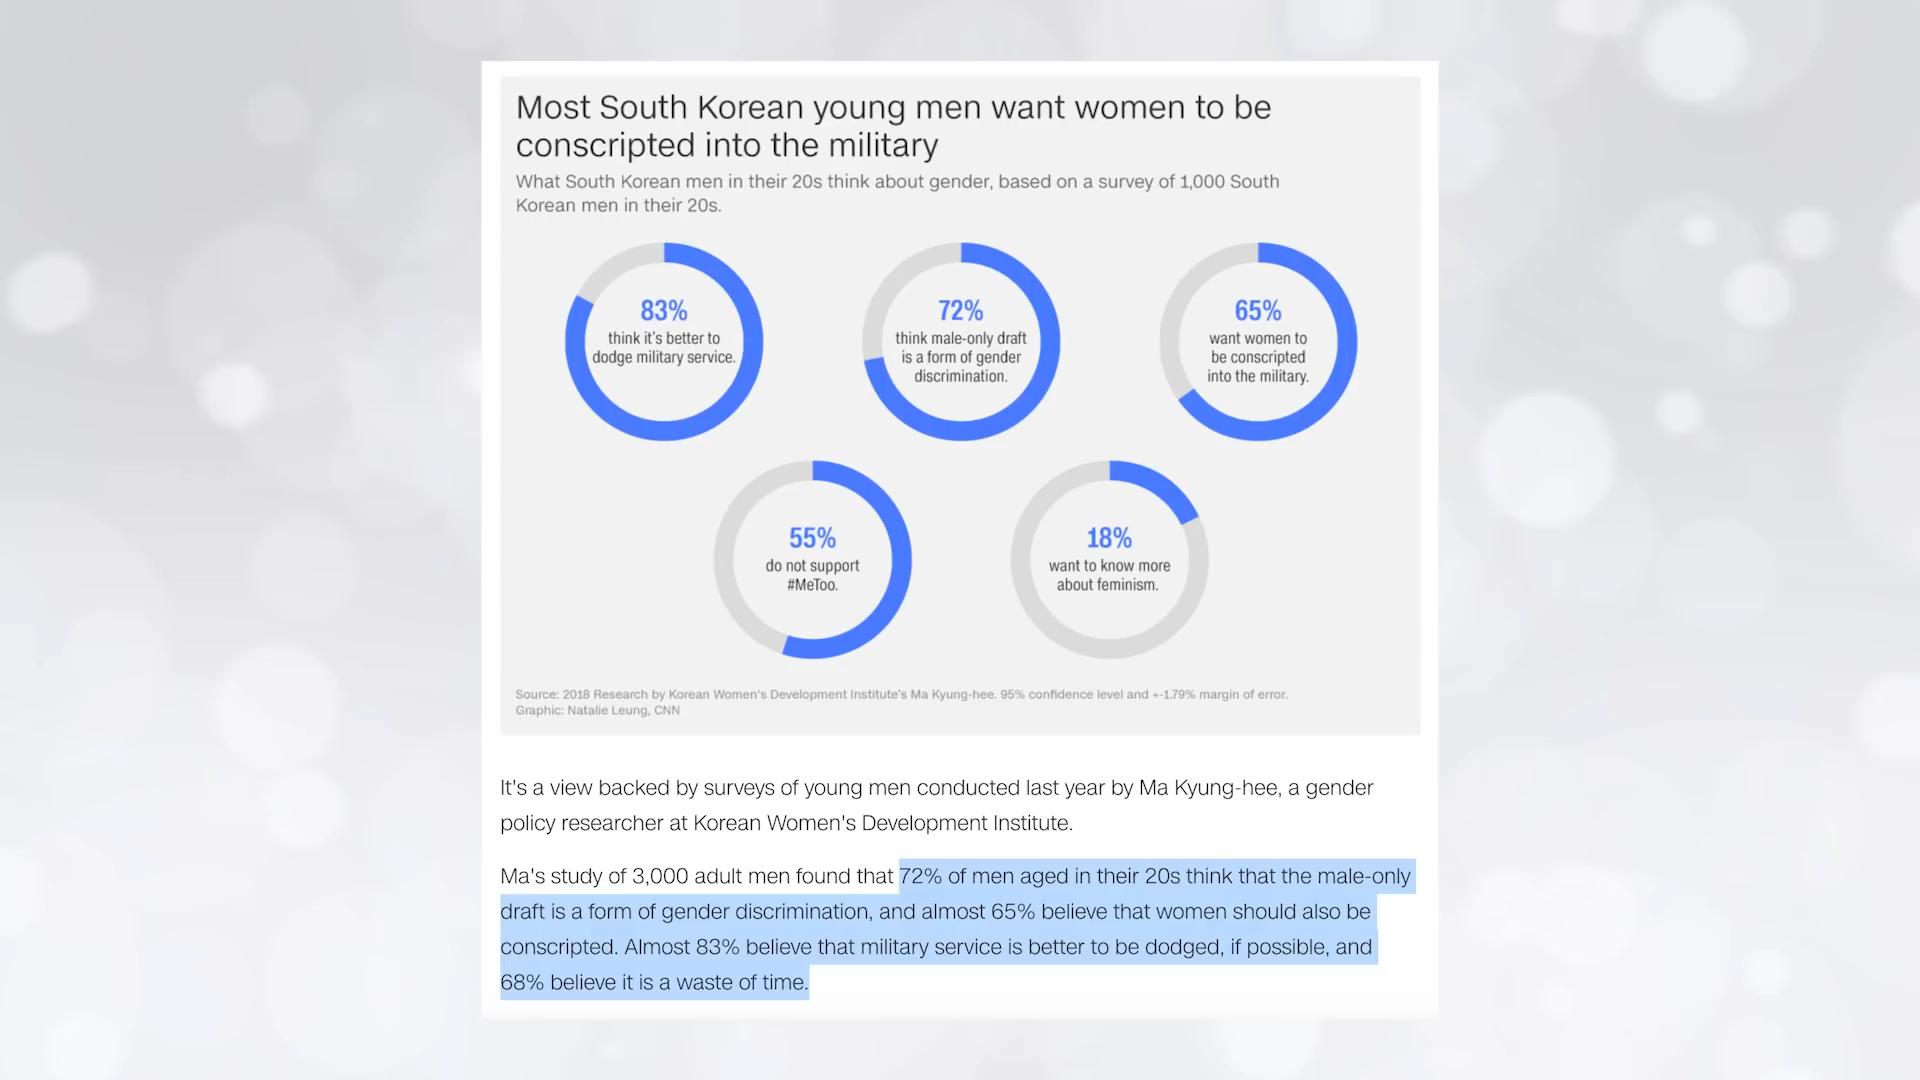 Most South Korean young men want women to be
conscripted into the military
What South Korean men in their 20s think about gender, based on a survey of 1,000 South
Korean men in their 20s.
83%
think it's better to
dodge military service.
72%
think male-only draft
is a form of gender
discrimination.
65%
want women to
be conscripted
into the military.
55%
do not support
#MeToo.
18%
want to know more
about feminism.
Source: 2018 Research by Korean Women's Development Institute's Ma Kyung-hee. 95% confidence level and +-1.79% margin of error.
Graphic: Natalie Leung, CNN
It's a view backed by surveys of young men conducted last year by Ma Kyung-hee, a gender
policy researcher at Korean Women's Development Institute.
Ma's study of 3,000 adult men found that 72% of men aged in their 20s think that the male-only
draft is a form of gender discrimination, and almost 65% believe that women should also be
conscripted. Almost 83% believe that military service is better to be dodged, if possible, and
68% believe it is a waste of time.